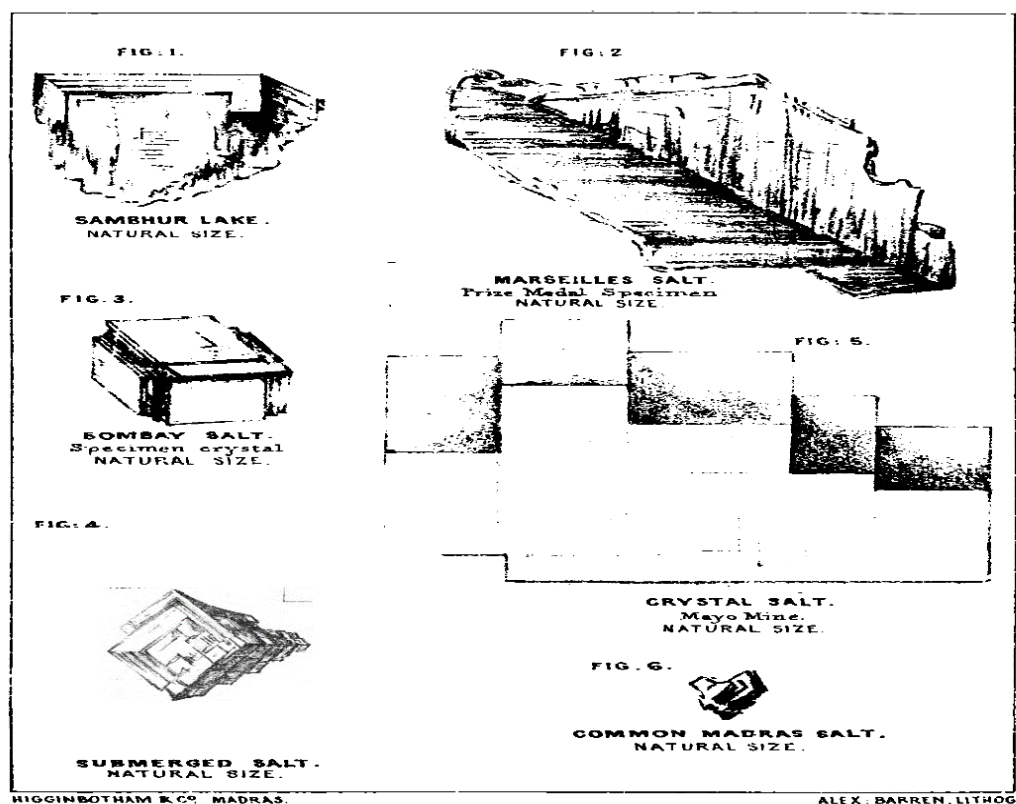 FIG: 1.
SAMBHUR LAKE.
NATURAL SIZE.
FIG: 2
MARSEILLES SALT.
Prize Medal Specimen
NATURAL SIZE.
FIG: 3.
BOMBAY SALT.
Specimen crystal
NATURAL SIZE.
FIG: 5.
CRYSTAL SALT.
Mayo Mine.
NATURAL SIZE.
FIG: 4.
SUBMERGED SALT.
NATURAL SIZE.
FIG. 6.
COMMON MADRAS SALT.
NATURAL SIZE.
HIGGINBOTHAM & CO. MADRAS.
ALEX. BARREN. LITHOG